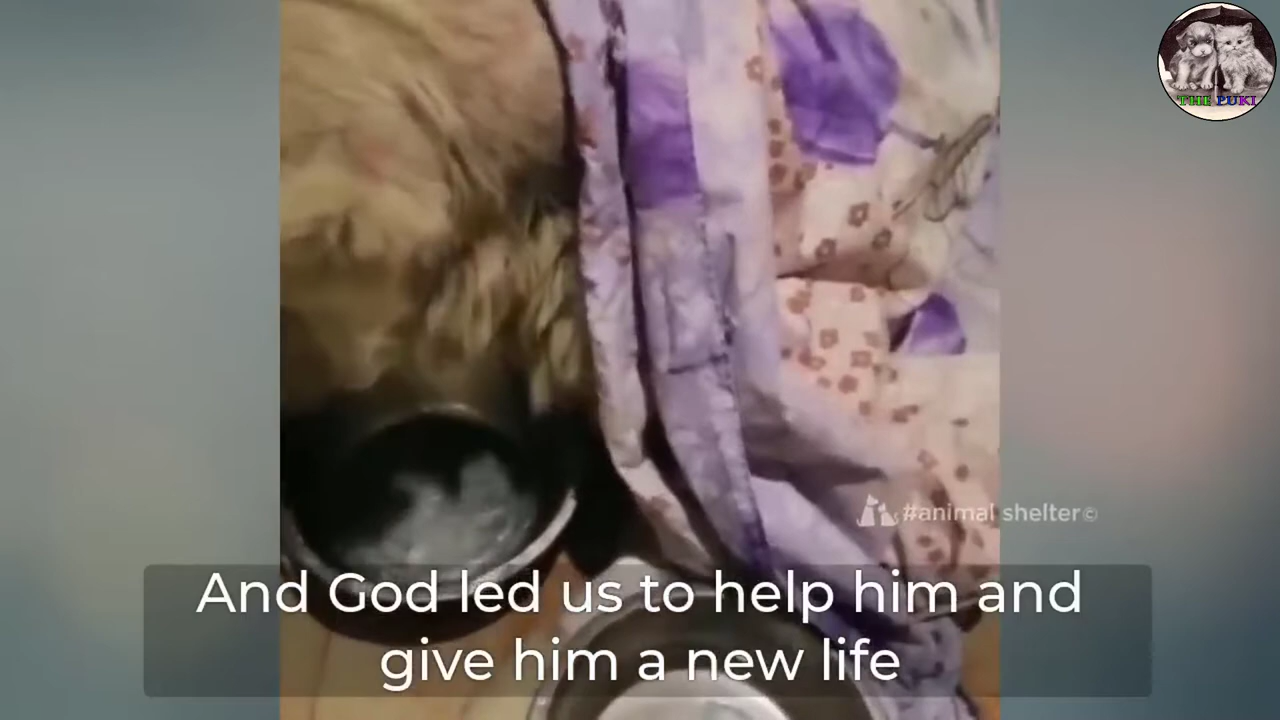 THE PUKI
#animal shelter©
And God led us to help him and
give him a new life